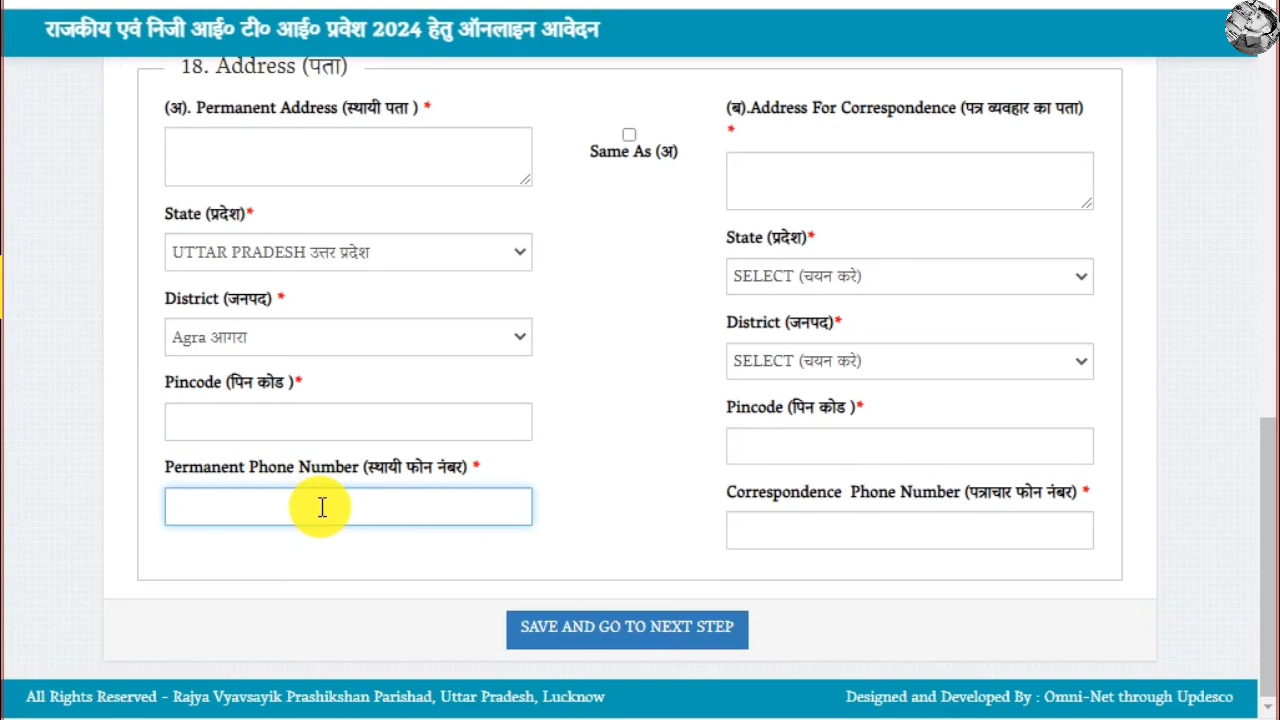 राजकीय एवं निजी आई० टी० आई० प्रवेश 2024 हेतु ऑनलाइन आवेदन
18. Address (पता)
(अ). Permanent Address (स्थायी पता ) *
Same As (अ)
State (प्रदेश)*
UTTAR PRADESH उत्तर प्रदेश
District (जनपद) *
Agra आगरा
Pincode (पिन कोड )*
Permanent Phone Number (स्थायी फोन नंबर) *
(ब).Address For Correspondence (पत्र व्यवहार का पता)
*
State (प्रदेश)*
SELECT (चयन करे)
District (जनपद)*
SELECT (चयन करे)
Pincode (पिन कोड )*
Correspondence Phone Number (पत्राचार फोन नंबर) *
SAVE AND GO TO NEXT STEP
All Rights Reserved - Rajya Vyavsayik Prashikshan Parishad, Uttar Pradesh, Lucknow
Designed and Developed By : Omni-Net through Updesco